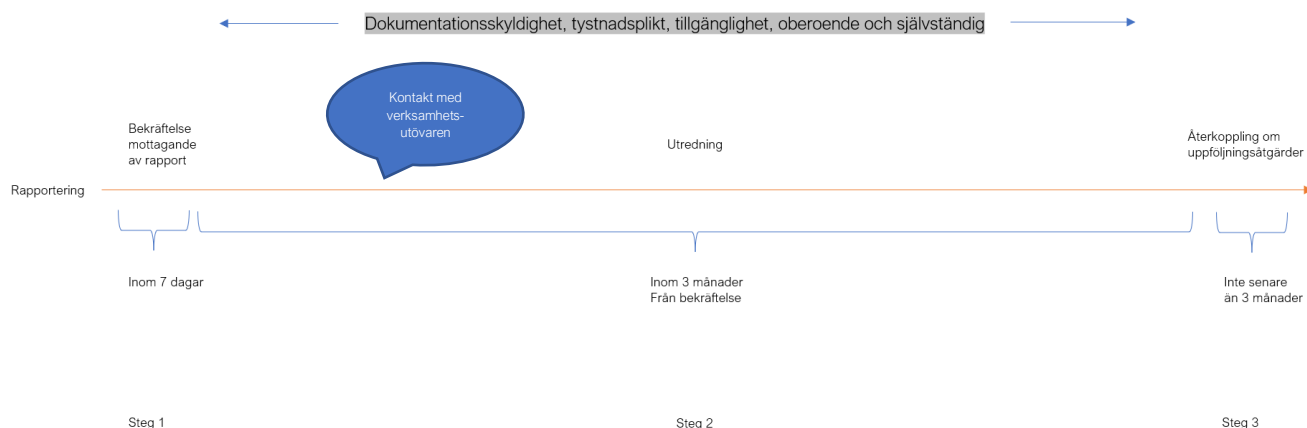 Dokumentationsskyldighet, tystnadsplikt, tillgänglighet, oberoende och självständig
Kontakt med
verksamhets-
utövaren
Bekräftelse
mottagande
av rapport
Utredning
Återkoppling om
uppföljningsåtgärder
Rapportering
Inom 7 dagar
Inom 3 månader
Från bekräftelse
Inte senare
än 3 månader
Steg 1
Steg 2
Steg 3